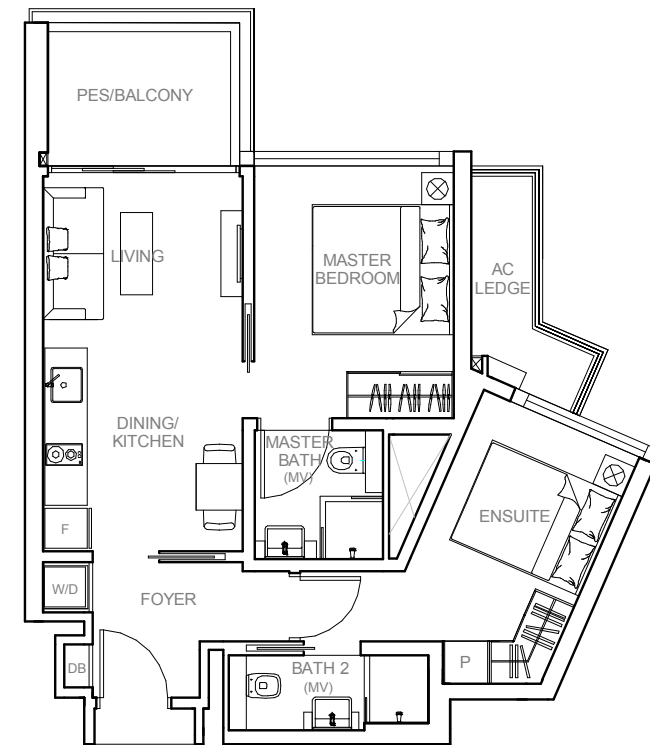 PES/BALCONY
LIVING
MASTER
BEDROOM
AC
LEDGE
DINING/
KITCHEN
MASTER
BATH
(MV)
ENSUITE
F
W/D
FOYER
DB
BATH 2
(MV)
P